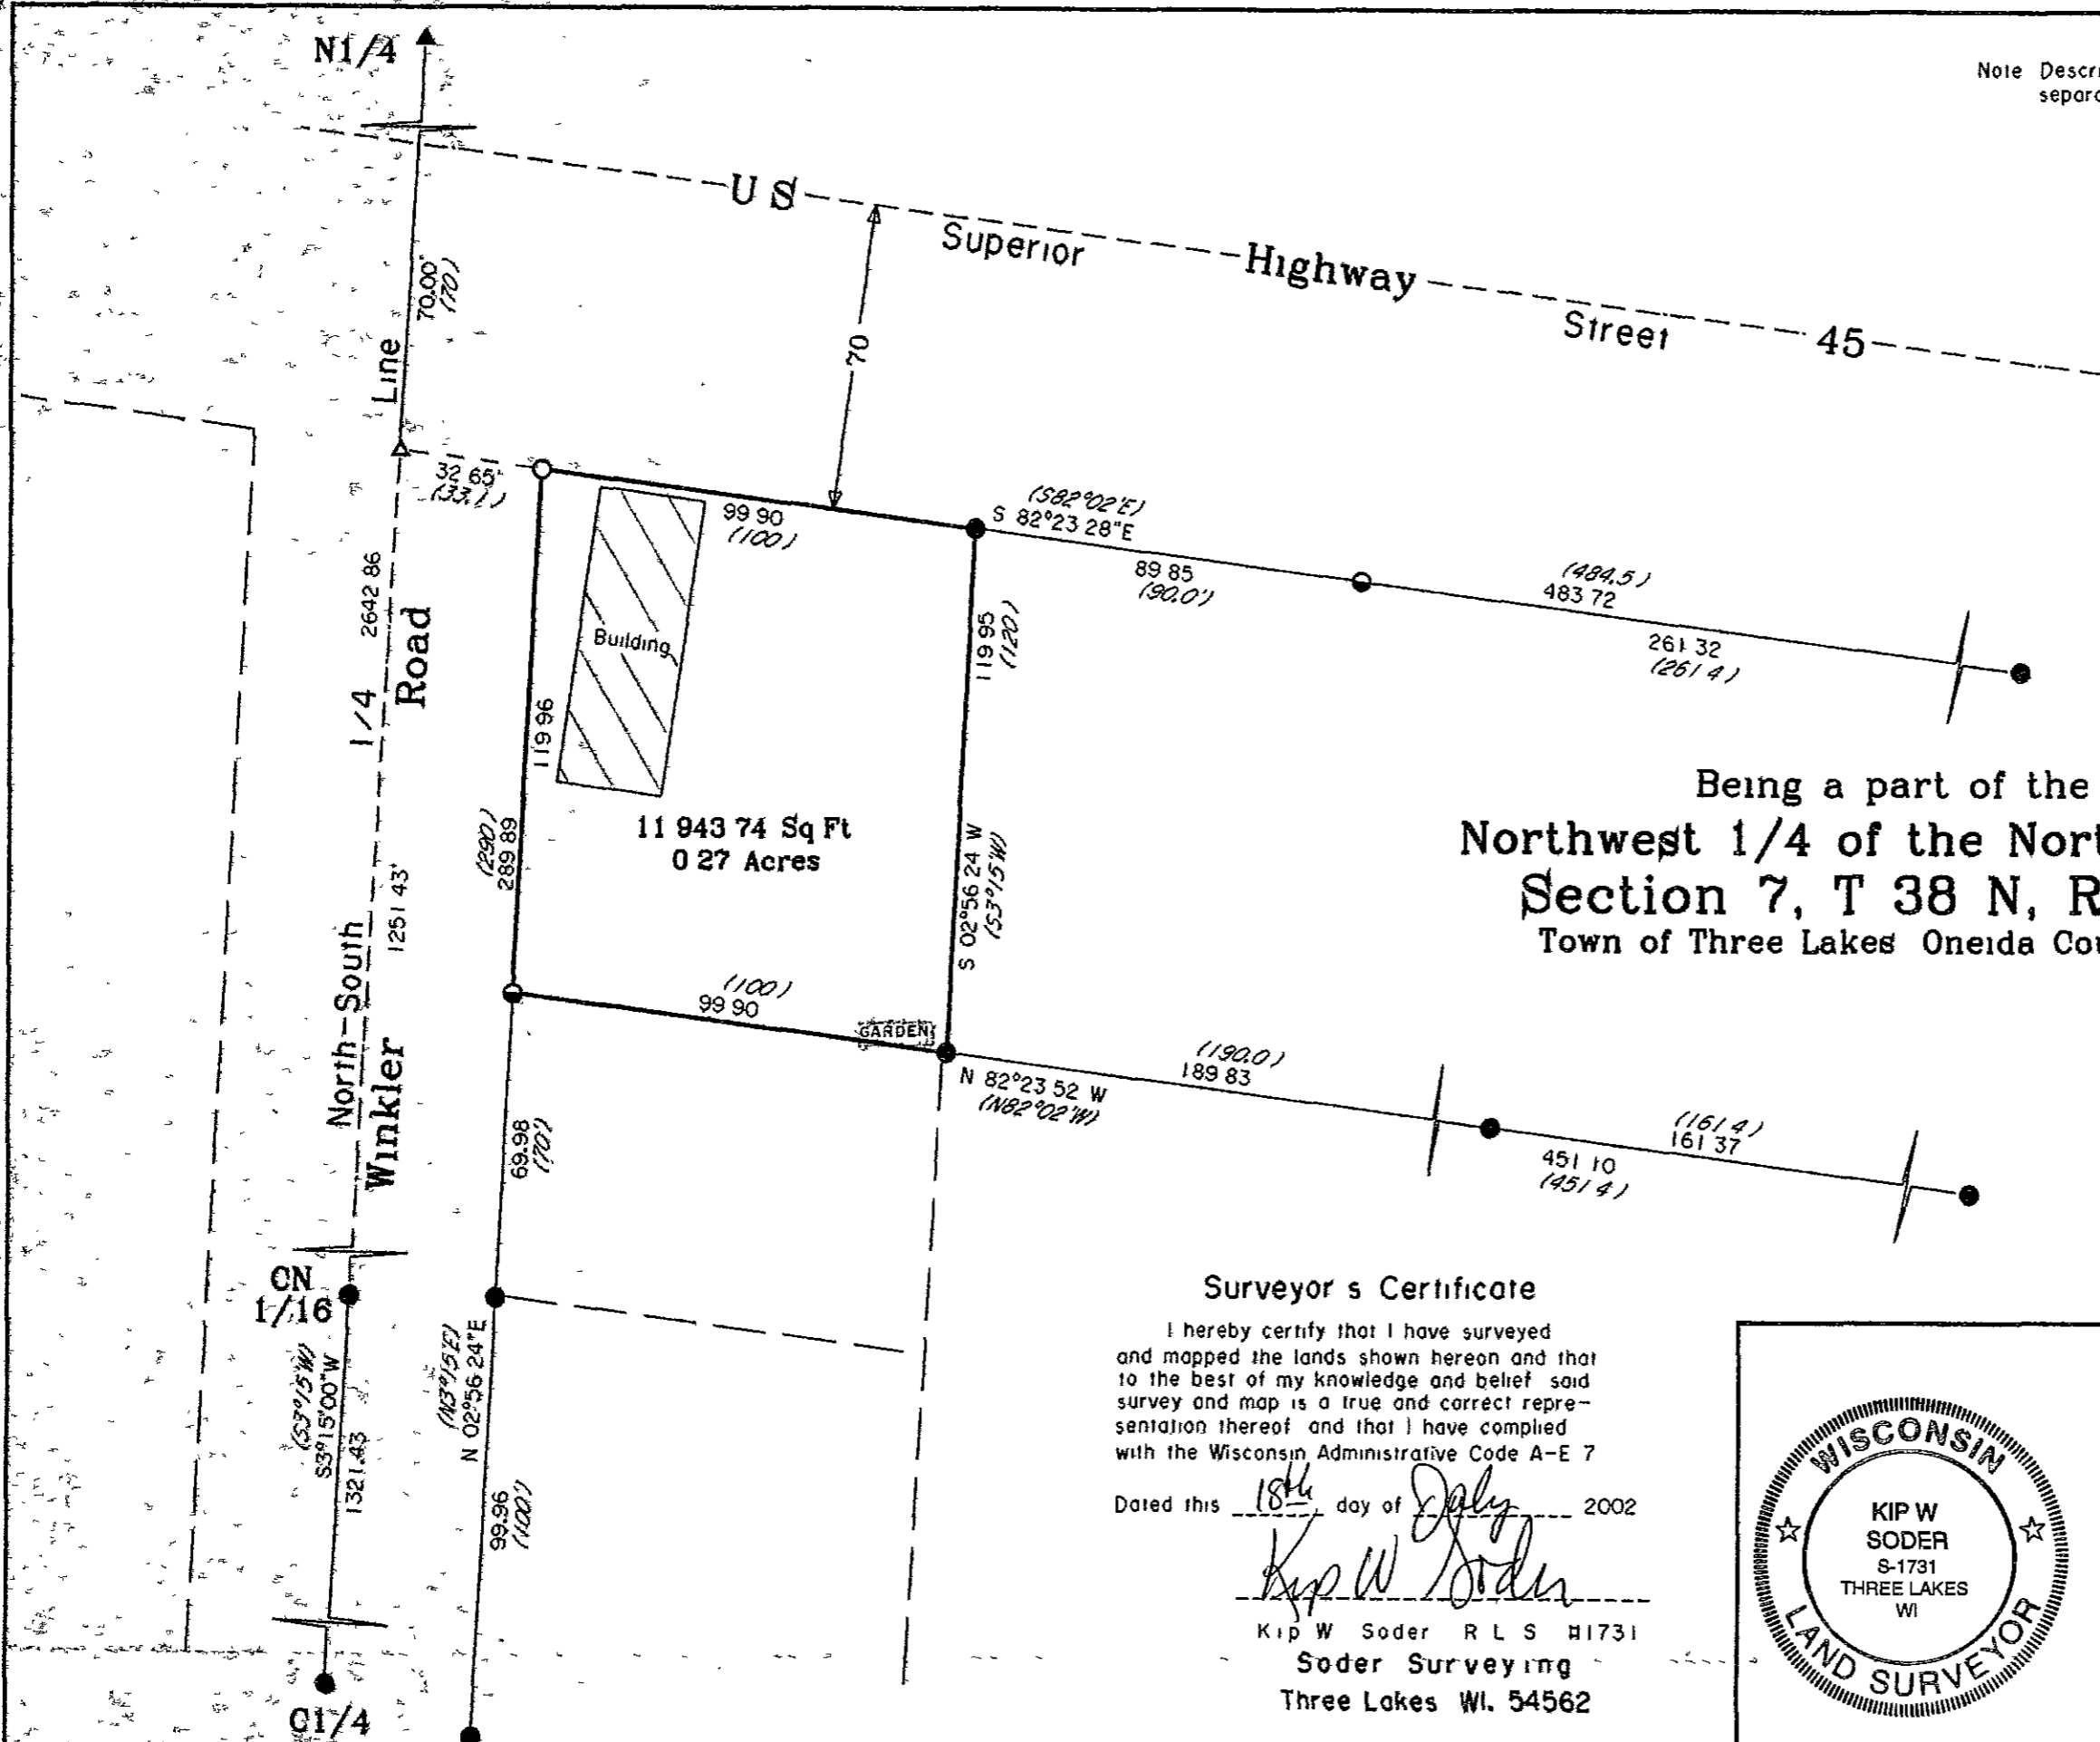 N1/4
Note Descr
separa
U S
Superior
Highway
Street
45
70.00'
(70)
Line
70
32 65'
(33.1)
99 90
(100)
(S82°02'E)
S 82°23 28"E
89 85
(90.0')
(484.5)
483 72
261.32
(261 4)
1/4 2642 86
Road
Building
119 96
119 95
(120)
11 943 74 Sq Ft
0 27 Acres
(290)
289 89
S 02°56 24 W
(S3°15'W)
Being a part of the
Northwest 1/4 of the Nort
Section 7, T 38 N, R
Town of Three Lakes Oneida Cou
North-South 1251 43'
Winkler
(100)
99 90
GARDEN
N 82°23 52 W
(N82°02'W)
(190.0)
189 83
(161 4)
161 37
451 10
(451 4)
69.98
(70')
CN
1/16
(S3°15'W)
S3°15'00"W
1321.43
(N3°15'E)
N 02°56 24"E
99.96
(100')
C1/4
Surveyor s Certificate
I hereby certify that I have surveyed
and mapped the lands shown hereon and that
to the best of my knowledge and belief said
survey and map is a true and correct repre-
sentation thereof and that I have complied
with the Wisconsin Administrative Code A-E 7
Dated this 18th day of July 2002
Kip W Soder
Kip W Soder R L S #1731
Soder Surveying
Three Lakes WI. 54562
WISCONSIN
KIP W
SODER
S-1731
THREE LAKES
WI
LAND SURVEYOR